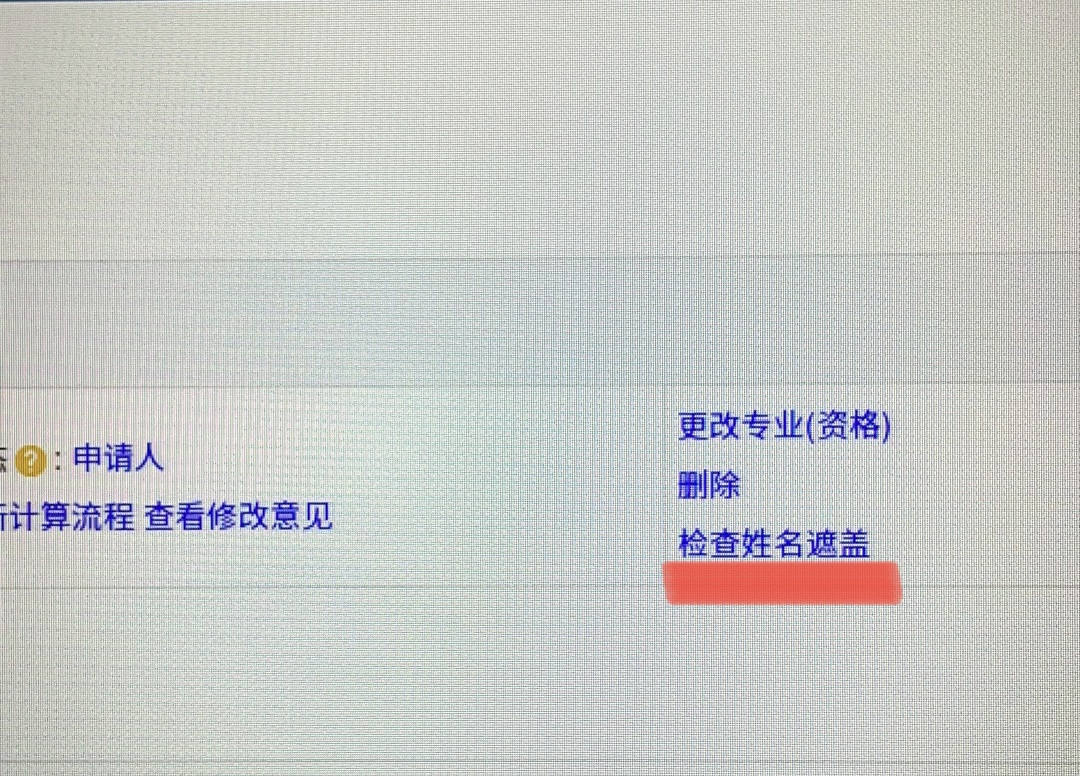 更改专业(资格)
?:申请人
删除
计算流程 查看修改意见
检查姓名遮盖